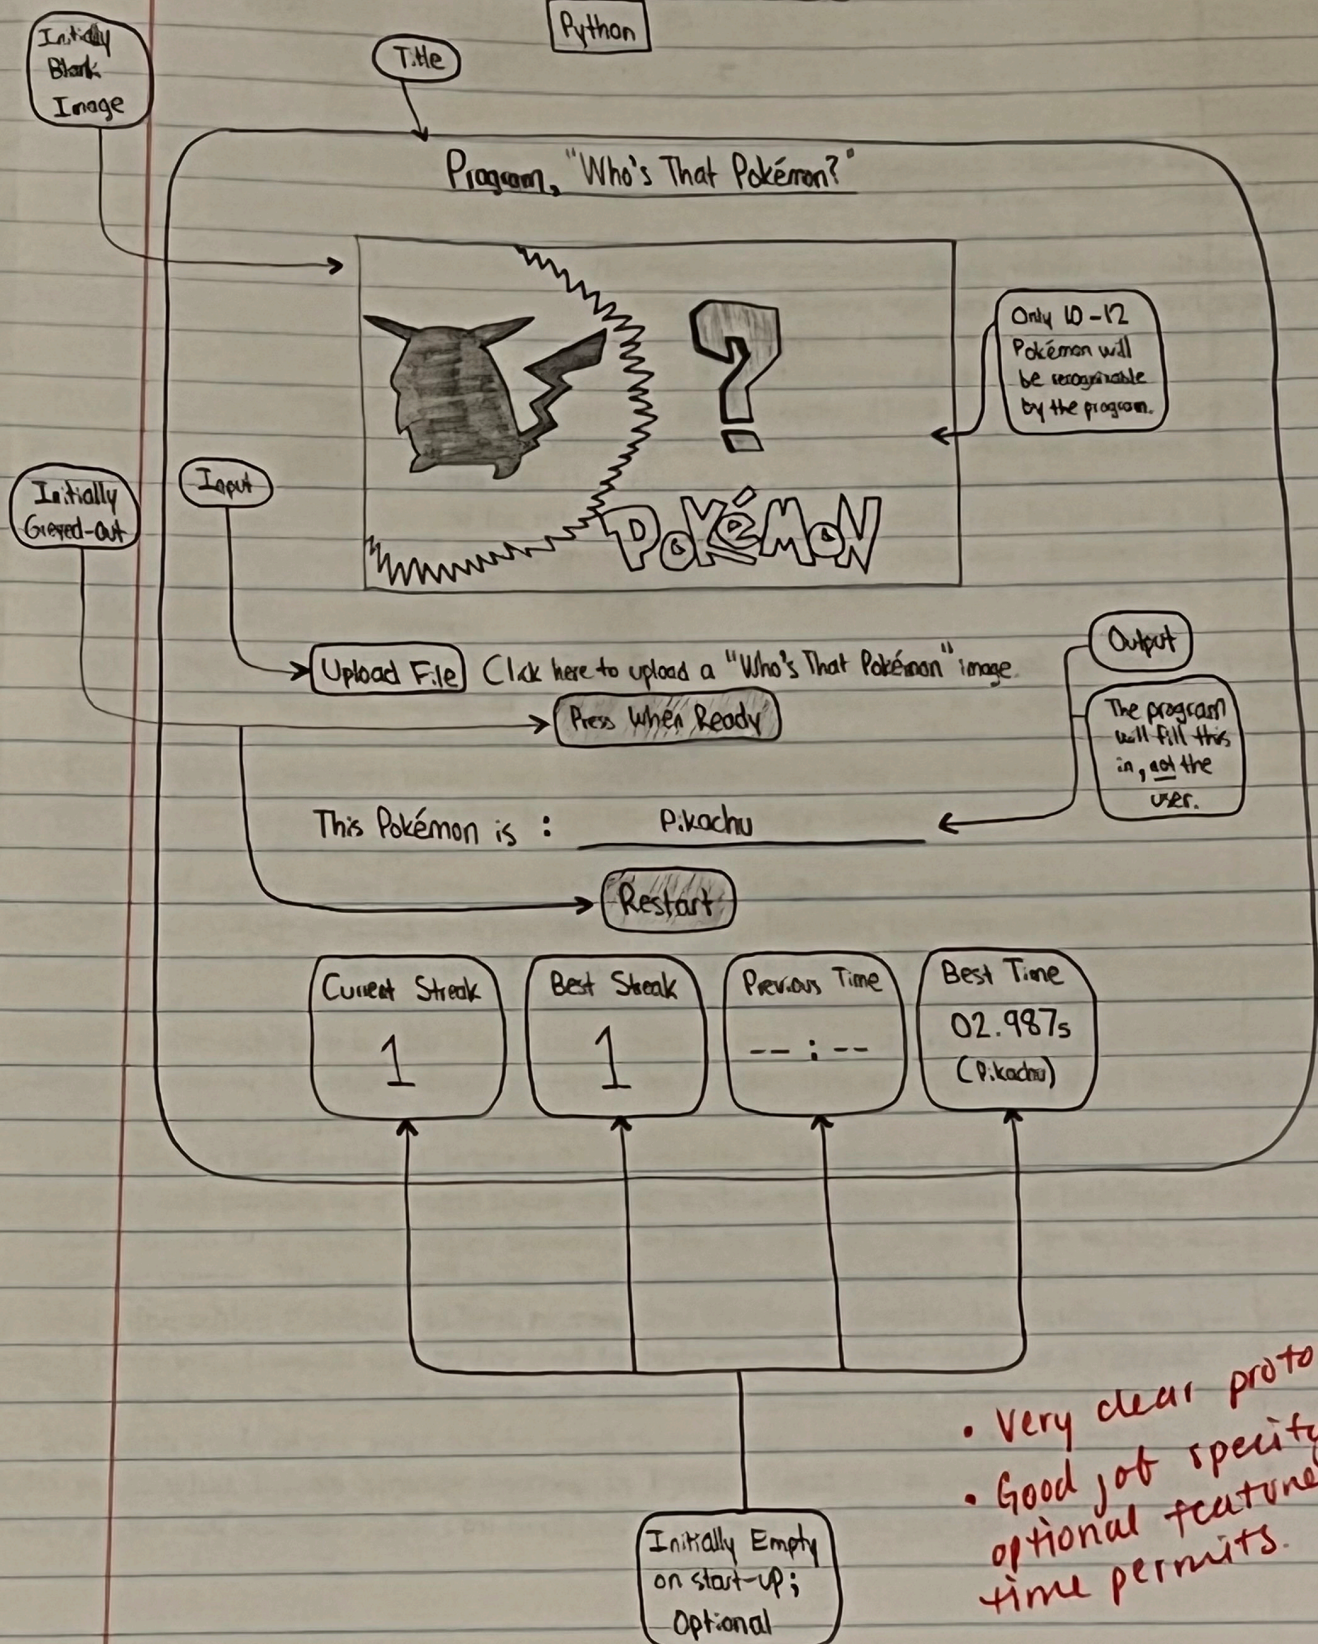 Python
Initially
Blank
Image
Title
Program, "Who's That Pokémon?"
?
POKéMON
Only 10-12
Pokémon will
be recognizable
by the program.
Initially
Greyed-out
Input
Upload File
Click here to upload a "Who's That Pokémon" image.
Output
Press When Ready
The program
will fill this
in, not the
user.
This Pokémon is : Pikachu
Restart
Current Streak
1
Best Streak
1
Previous Time
-- : --
Best Time
02.987s
(Pikachu)
Initially Empty
on start-up;
Optional
• Very clear proto
• Good job specify
optional feature
time permits.